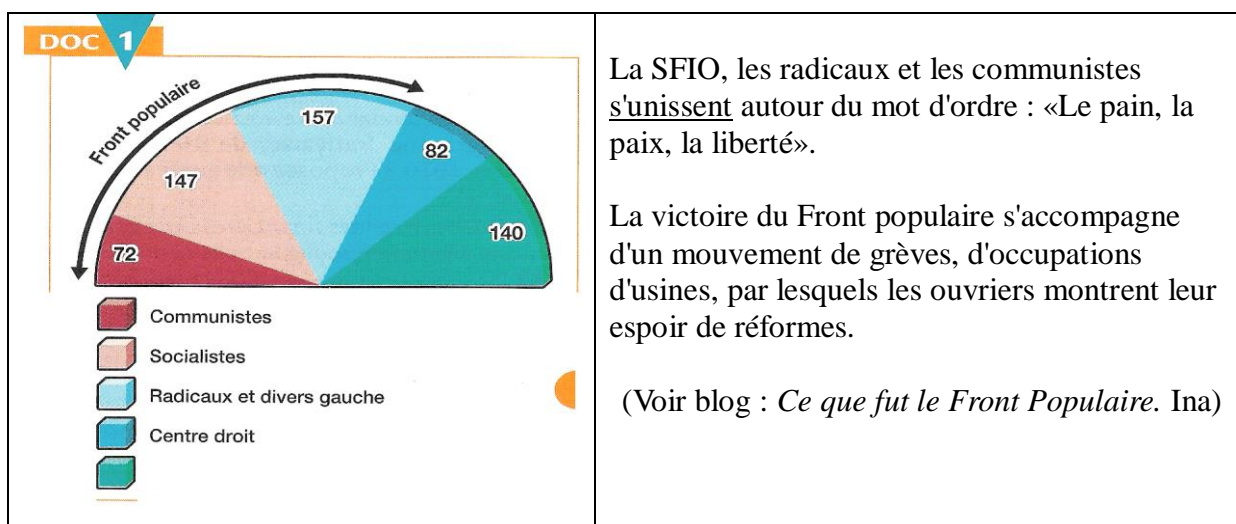 DOC 1
Front populaire
72
147
157
82
140
Communistes
Socialistes
Radicaux et divers gauche
Centre droit
La SFIO, les radicaux et les communistes
s'unissent autour du mot d'ordre : «Le pain, la
paix, la liberté».
La victoire du Front populaire s'accompagne
d'un mouvement de grèves, d'occupations
d'usines, par lesquels les ouvriers montrent leur
espoir de réformes.
(Voir blog : Ce que fut le Front Populaire. Ina)